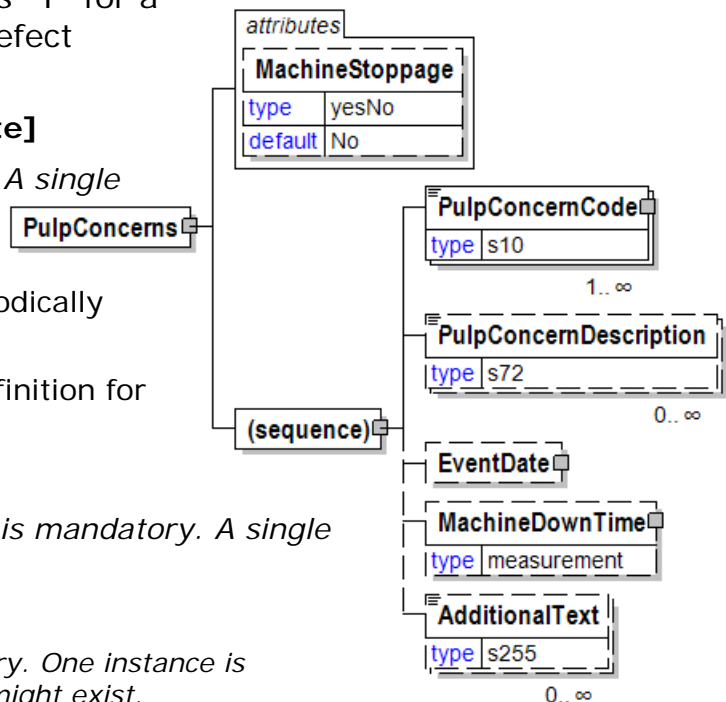 s "1" for a
efect
te]
A single
odically
finition for
is mandatory. A single
ry. One instance is
might exist.
attributes
MachineStoppage
type yesNo
default No
PulpConcerns
(sequence)
PulpConcernCode
type s10
1.. ∞
PulpConcernDescription
type s72
0.. ∞
EventDate
MachineDownTime
type measurement
AdditionalText
type s255
0.. ∞